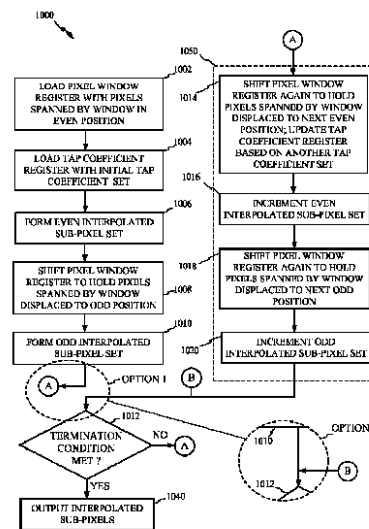 1000
1002
LOAD PIXEL WINDOW
REGISTER WITH PIXELS
SPANNED BY WINDOW IN
EVEN POSITION
1004
LOAD TAP COEFFICIENT
REGISTER WITH INITIAL TAP
COEFFICIENT SET
1006
FORM EVEN INTERPOLATED
SUB-PIXEL SET
SHIFT PIXEL WINDOW
REGISTER TO HOLD PIXELS
SPANNED BY WINDOW
DISPLACED TO ODD POSITION
1008
1010
FORM ODD INTERPOLATED
SUB-PIXEL SET
A
OPTION 1
1012
TERMINATION
CONDITION
MET ?
NO
A
YES
1040
OUTPUT INTERPOLATED
SUB-PIXELS
1050
A
1014
SHIFT PIXEL WINDOW
REGISTER AGAIN TO HOLD
PIXELS SPANNED BY WINDOW
DISPLACED TO NEXT EVEN
POSITION; UPDATE TAP
COEFFICIENT REGISTER
BASED ON ANOTHER TAP
COEFFICIENT SET
1016
INCREMENT EVEN
INTERPOLATED SUB-PIXEL SET
1018
SHIFT PIXEL WINDOW
REGISTER AGAIN TO HOLD
PIXELS SPANNED BY WINDOW
DISPLACED TO NEXT ODD
POSITION
1020
INCREMENT ODD
INTERPOLATED SUB-PIXEL SET
B
OPTION
1010
1012
B